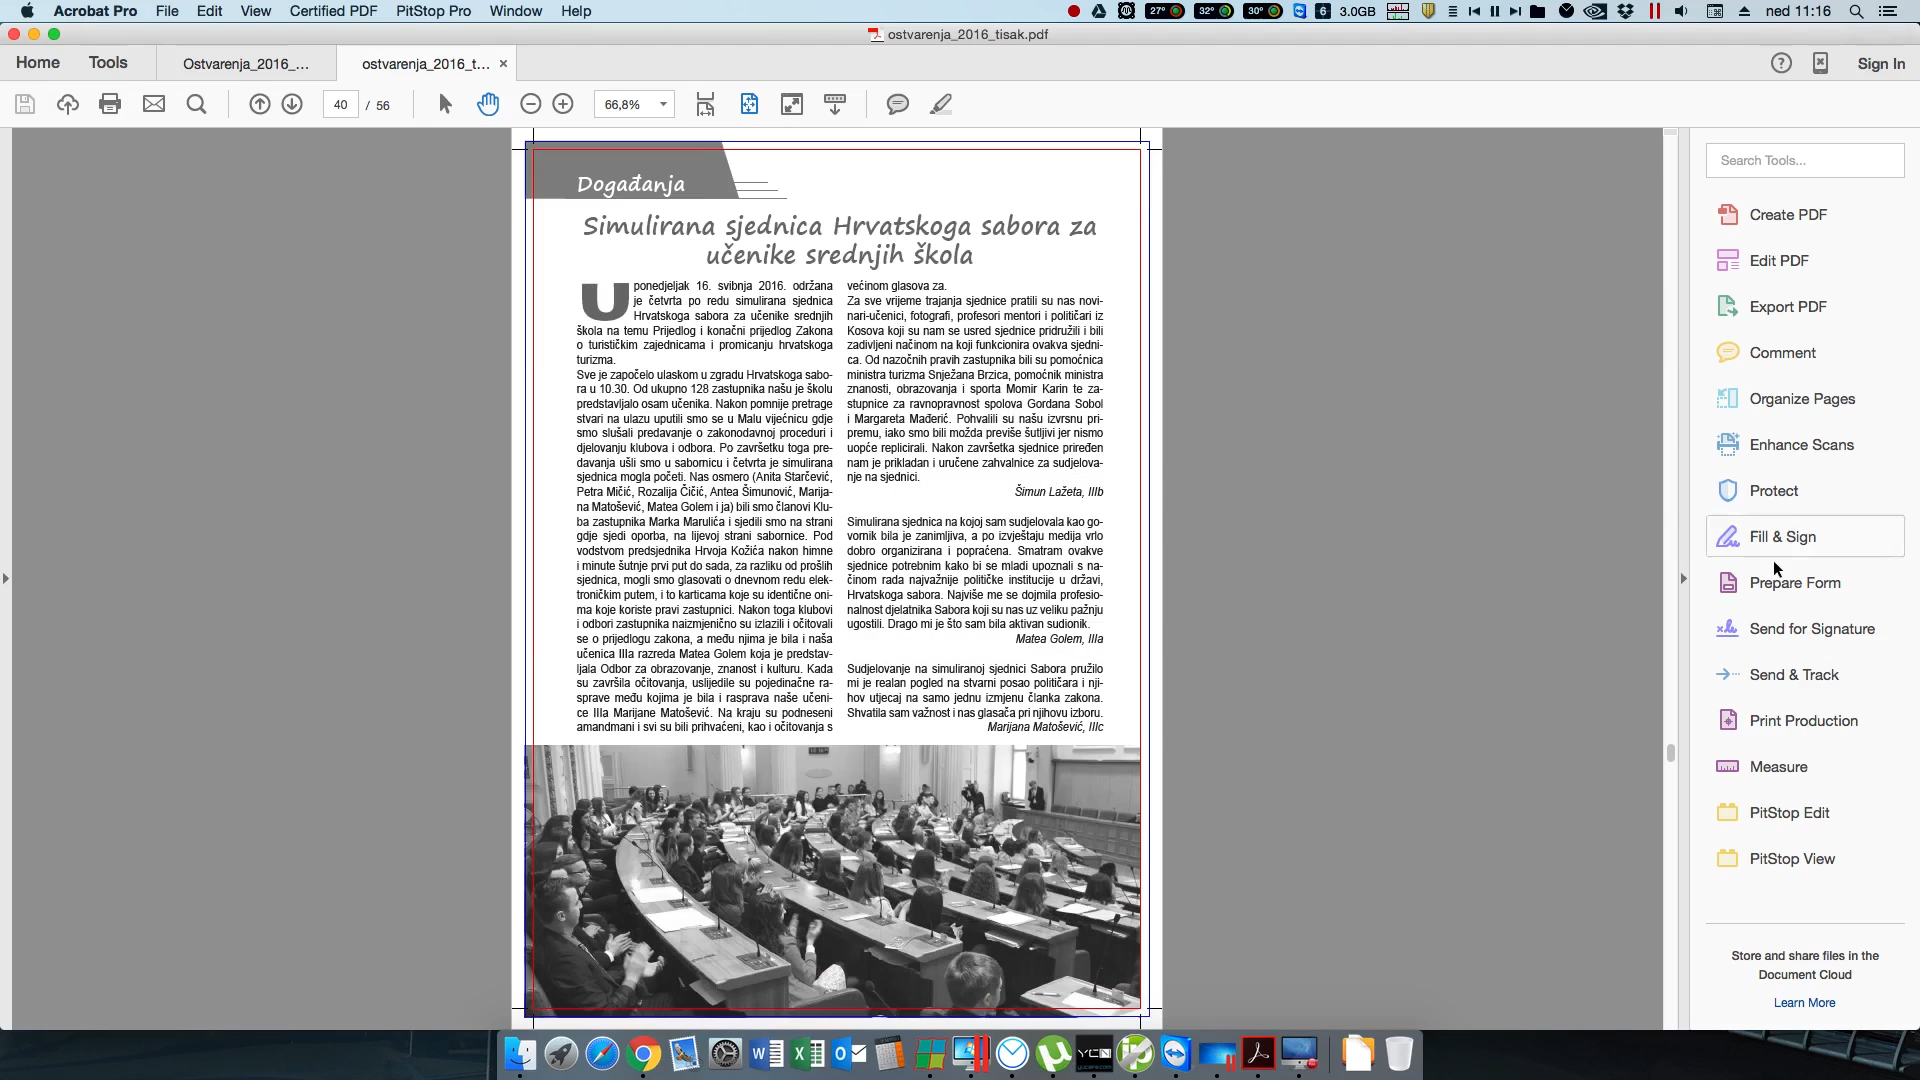 Acrobat Pro File Edit View Certified PDF PitStop Pro Window Help
27° 32° 30° 6 3.0GB ned 11:16
ostvarenja_2016_tisak.pdf
Home Tools Ostvarenja_2016_... ostvarenja_2016_t... × Sign In
40 / 56 66,8%
Događanja
Simulirana sjednica Hrvatskoga sabora za
učenike srednjih škola
U ponedjeljak 16. svibnja 2016. održana
je četvrta po redu simulirana sjednica
Hrvatskoga sabora za učenike srednjih
škola na temu Prijedlog i konačni prijedlog Zakona
o turističkim zajednicama i promicanju hrvatskoga
turizma.
Sve je započelo ulaskom u zgradu Hrvatskoga sabo-
ra u 10.30. Od ukupno 128 zastupnika našu je školu
predstavljalo osam učenika. Nakon pomnije pretrage
stvari na ulazu uputili smo se u Malu vijećnicu gdje
smo slušali predavanje o zakonodavnoj proceduri i
djelovanju klubova i odbora. Po završetku toga pre-
davanja ušli smo u sabornicu i četvrta je simulirana
sjednica mogla početi. Nas osmero (Anita Starčević,
Petra Mičić, Rozalija Čičić, Antea Šimunović, Marija-
na Matošević, Matea Golem i ja) bili smo članovi Klu-
ba zastupnika Marka Marulića i sjedili smo na strani
gdje sjedi oporba, na lijevoj strani sabornice. Pod
vodstvom predsjednika Hrvoja Kožića nakon himne
i minute šutnje prvi put do sada, za razliku od prošlih
sjednica, mogli smo glasovati o dnevnom redu elek-
troničkim putem, i to karticama koje su identične oni-
ma koje koriste pravi zastupnici. Nakon toga klubovi
i odbori zastupnika naizmjenično su izlazili i očitovali
se o prijedlogu zakona, a među njima je bila i naša
učenica IIIa razreda Matea Golem koja je predstav-
ljala Odbor za obrazovanje, znanost i kulturu. Kada
su završila očitovanja, uslijedile su pojedinačne ra-
sprave među kojima je bila i rasprava naše učeni-
ce IIIa Marijane Matošević. Na kraju su podneseni
amandmani i svi su bili prihvaćeni, kao i očitovanja s
većinom glasova za.
Za sve vrijeme trajanja sjednice pratili su nas novi-
nari-učenici, fotografi, profesori mentori i političari iz
Kosova koji su nam se usred sjednice pridružili i bili
zadivljeni načinom na koji funkcionira ovakva sjedni-
ca. Od nazočnih pravih zastupnika bili su pomoćnica
ministra turizma Snježana Brzica, pomoćnik ministra
znanosti, obrazovanja i sporta Momir Karin te za-
stupnice za ravnopravnost spolova Gordana Sobol
i Margareta Mađerić. Pohvalili su našu izvrsnu pri-
premu, iako smo bili možda previše šutljivi jer nismo
uopće replicirali. Nakon završetka sjednice priređen
nam je prikladan i uručene zahvalnice za sudjelova-
nje na sjednici.
Šimun Lažeta, IIIb
Simulirana sjednica na kojoj sam sudjelovala kao go-
vornik bila je zanimljiva, a po izvještaju medija vrlo
dobro organizirana i popraćena. Smatram ovakve
sjednice potrebnim kako bi se mladi upoznali s na-
činom rada najvažnije političke institucije u državi,
Hrvatskoga sabora. Najviše me se dojmila profesio-
nalnost djelatnika Sabora koji su nas uz veliku pažnju
ugostili. Drago mi je što sam bila aktivan sudionik.
Matea Golem, IIIa
Sudjelovanje na simuliranoj sjednici Sabora pružilo
mi je realan pogled na stvarni posao političara i nji-
hov utjecaj na samo jednu izmjenu članka zakona.
Shvatila sam važnost i nas glasača pri njihovu izboru.
Marijana Matošević, IIIc
Search Tools...
Create PDF
Edit PDF
Export PDF
Comment
Organize Pages
Enhance Scans
Protect
Fill & Sign
Prepare Form
Send for Signature
Send & Track
Print Production
Measure
PitStop Edit
PitStop View
Store and share files in the
Document Cloud
Learn More